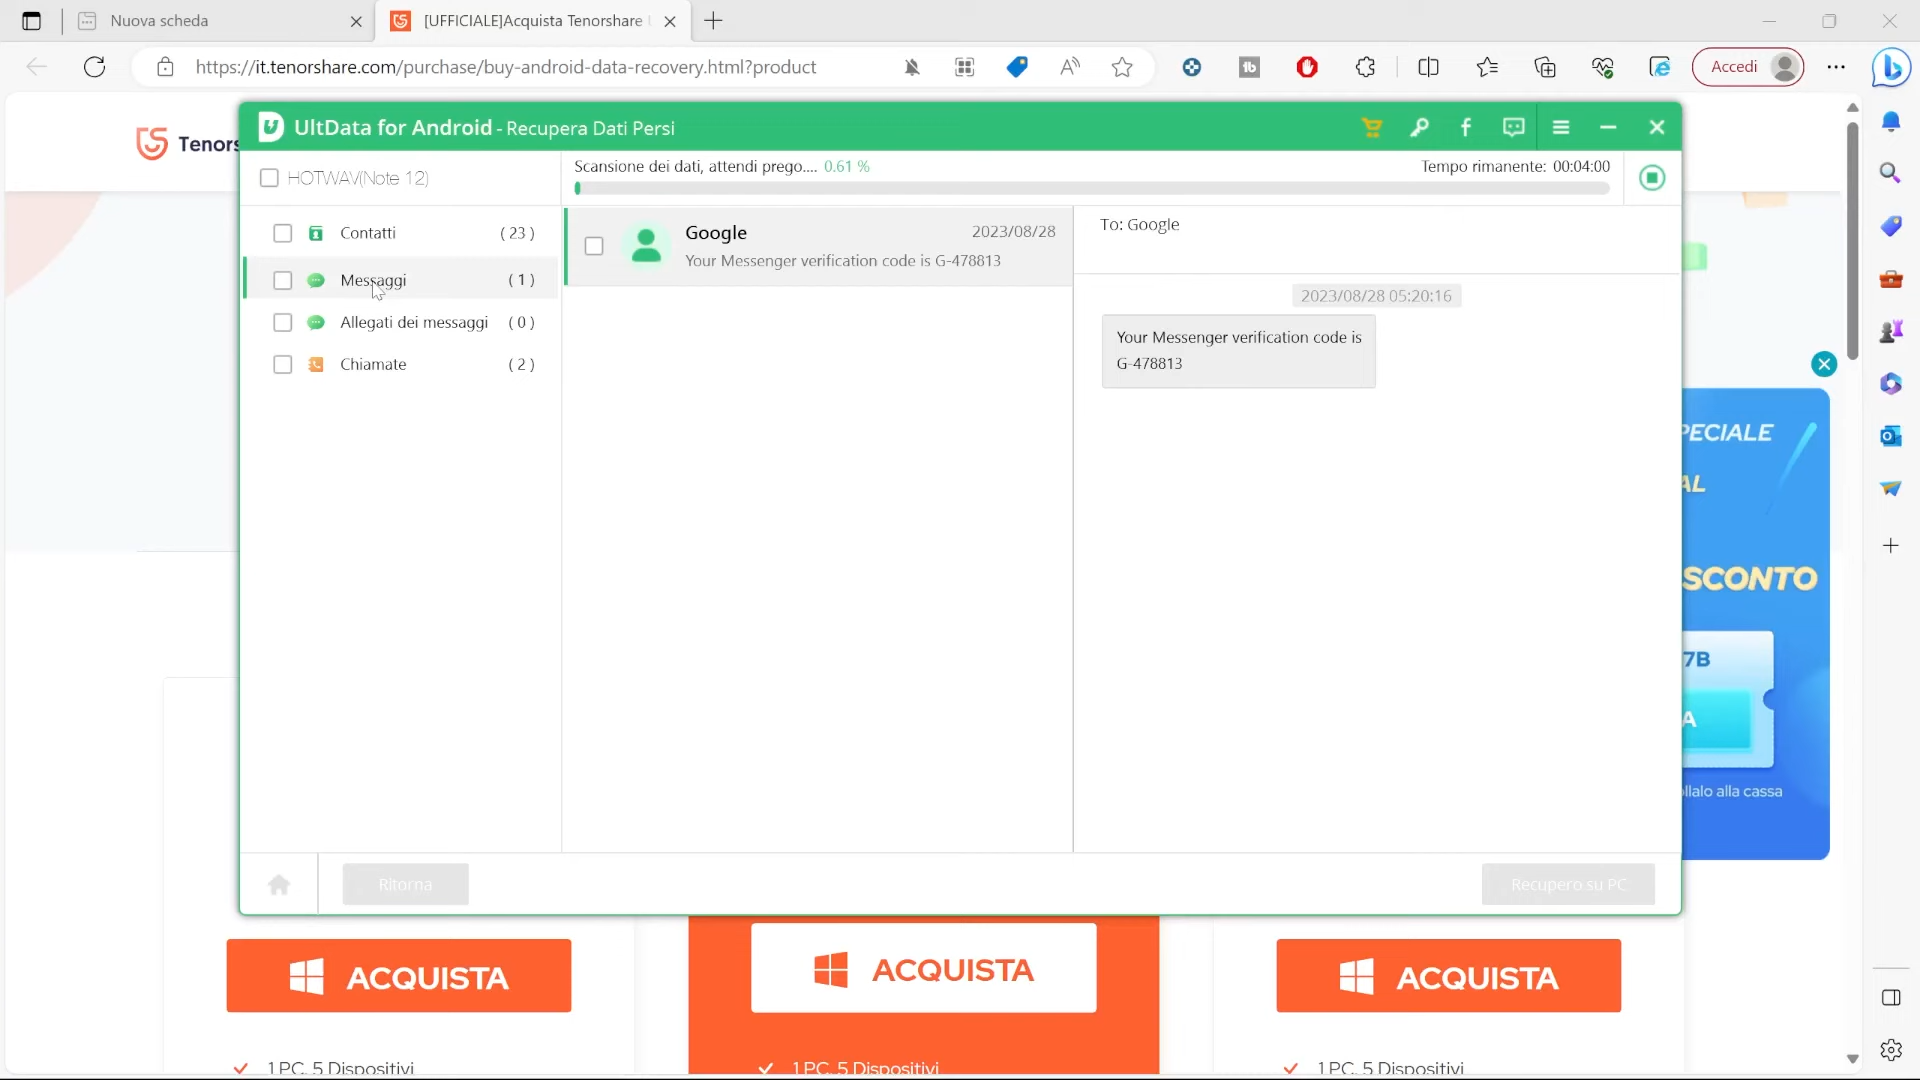 Nuova scheda
[UFFICIALE]Acquista Tenorshare
https://it.tenorshare.com/purchase/buy-android-data-recovery.html?product
Accedi
Tenors
UltData for Android - Recupera Dati Persi
HOTWAV(Note 12)
Scansione dei dati, attendi prego.... 0.61 %
Tempo rimanente: 00:04:00
Contatti (23)
Messaggi (1)
Allegati dei messaggi (0)
Chiamate (2)
Google 2023/08/28
Your Messenger verification code is G-478813
To: Google
2023/08/28 05:20:16
Your Messenger verification code is
G-478813
PECIALE
AL
SCONTO
7B
A
llalo alla cassa
Ritorna
Recupero su PC
ACQUISTA
ACQUISTA
ACQUISTA
1 PC, 5 Dispositivi
1 PC, 5 Dispositivi
1 PC, 5 Dispositivi